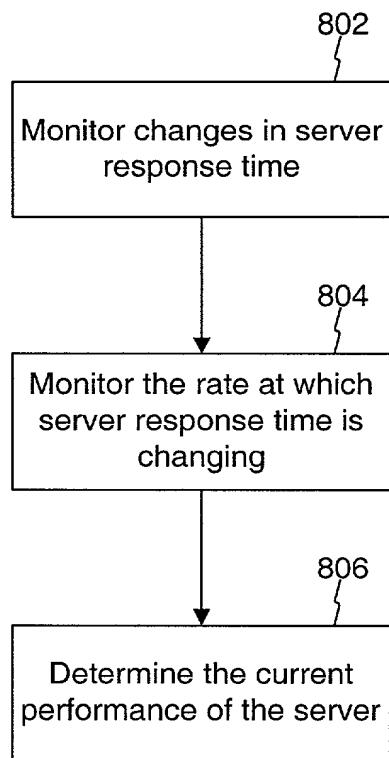 802
Monitor changes in server
response time
804
Monitor the rate at which
server response time is
changing
806
Determine the current
performance of the server